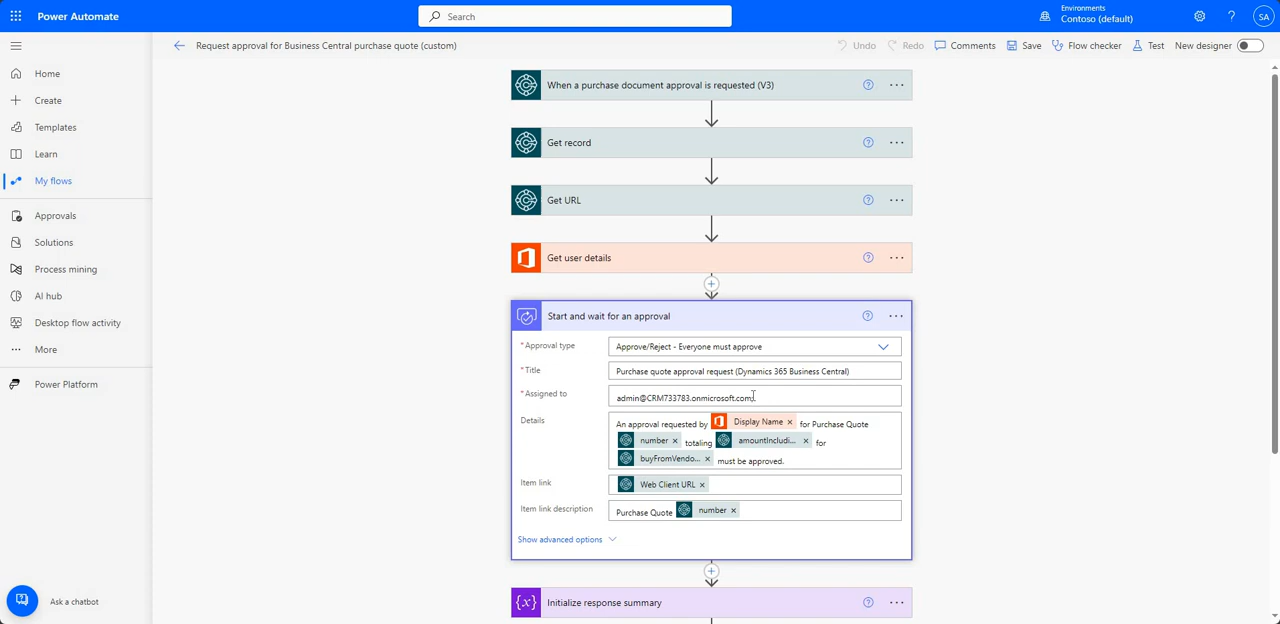 Power Automate
Search
Environments
Contoso (default)
SA
Request approval for Business Central purchase quote (custom)
Undo
Redo
Comments
Save
Flow checker
Test
New designer
Home
Create
Templates
Learn
My flows
Approvals
Solutions
Process mining
AI hub
Desktop flow activity
More
Power Platform
Ask a chatbot
When a purchase document approval is requested (V3)
Get record
Get URL
Get user details
Start and wait for an approval
* Approval type
Approve/Reject - Everyone must approve
* Title
Purchase quote approval request (Dynamics 365 Business Central)
* Assigned to
admin@CRM733783.onmicrosoft.com;
Details
An approval requested by Display Name × for Purchase Quote
number × totaling amountIncludi... × for
buyFromVendo... × must be approved.
Item link
Web Client URL ×
Item link description
Purchase Quote number ×
Show advanced options
{x} Initialize response summary